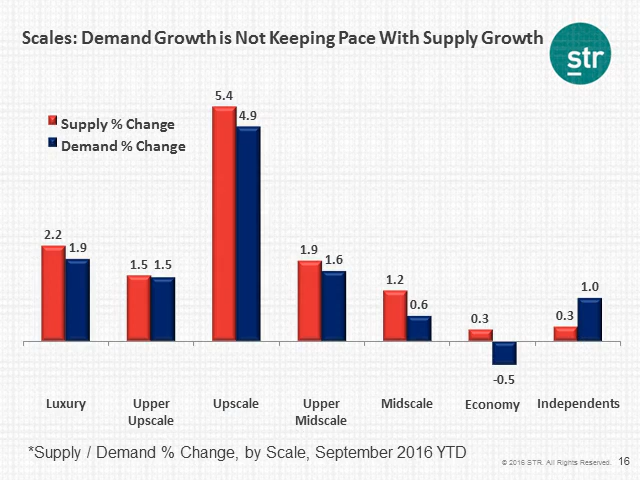 Scales: Demand Growth is Not Keeping Pace With Supply Growth
str
Supply % Change
Demand % Change
5.4
4.9
2.2
1.9
1.5 1.5
1.9
1.6
1.2
0.6
0.3
-0.5
0.3
1.0
Luxury
Upper
Upscale
Upscale
Upper
Midscale
Midscale
Economy
Independents
*Supply / Demand % Change, by Scale, September 2016 YTD
© 2016 STR. All Rights Reserved. 16